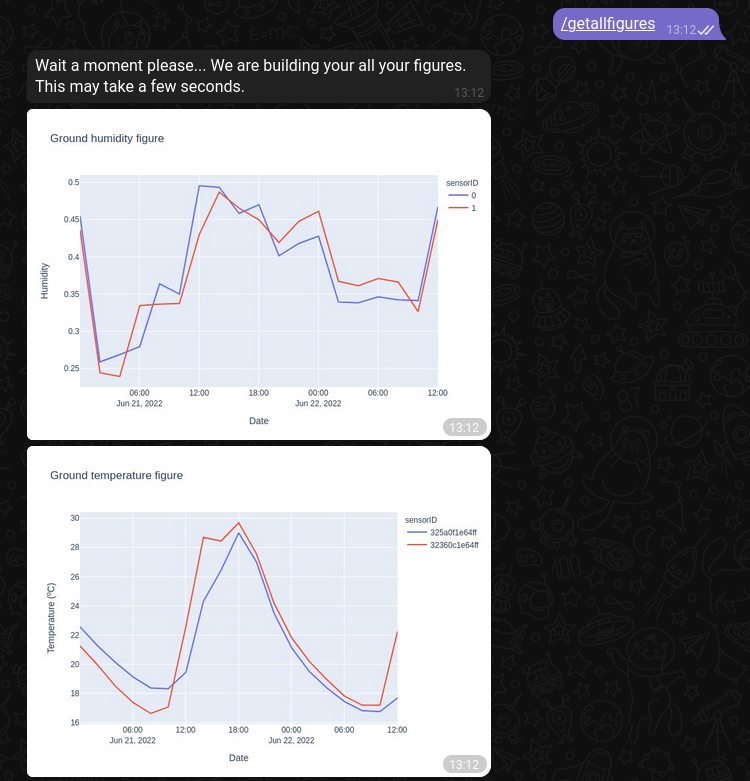 /getallfigures 13:12
Wait a moment please... We are building your all your figures.
This may take a few seconds.
13:12
Ground humidity figure
sensorID
0
1
Humidity
0.5
0.45
0.4
0.35
0.3
0.25
06:00 12:00 18:00 00:00 06:00 12:00
Jun 21, 2022 Jun 22, 2022
Date
13:12
Ground temperature figure
sensorID
325a0f1e64ff
32360c1e64ff
Temperature (ºC)
30
28
26
24
22
20
18
16
06:00 12:00 18:00 00:00 06:00 12:00
Jun 21, 2022 Jun 22, 2022
Date
13:12